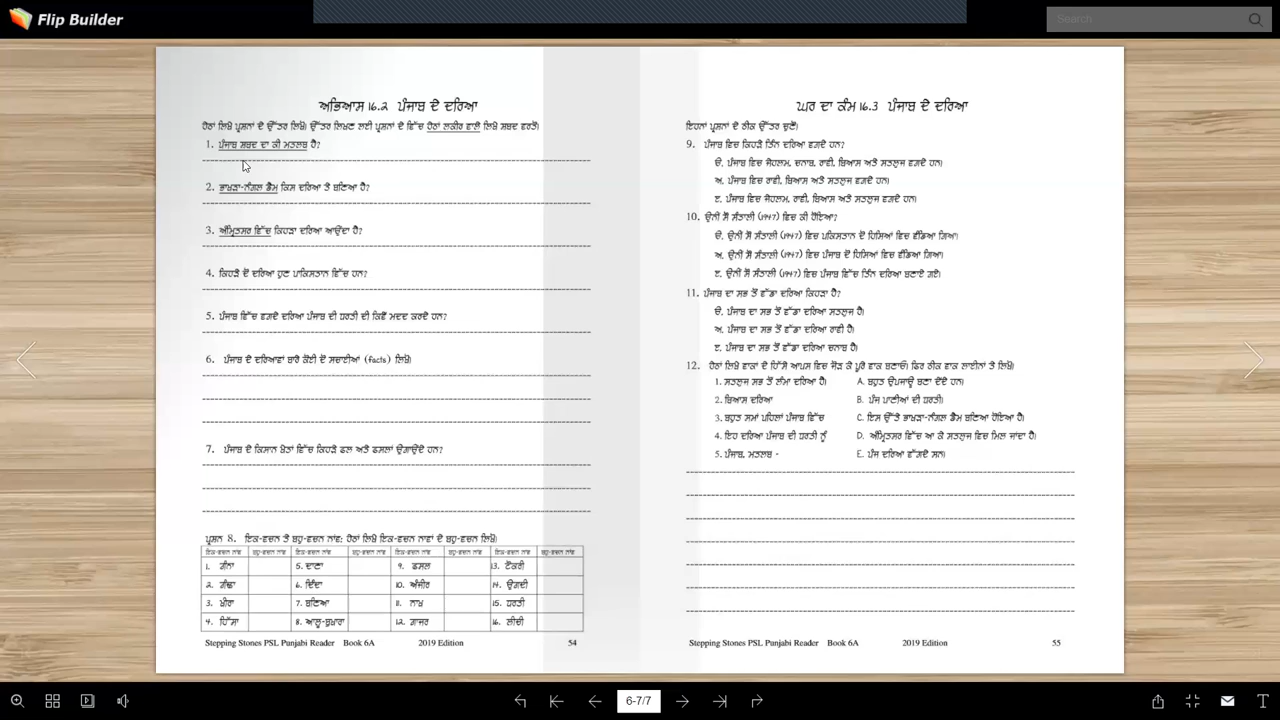 Flip Builder
Search
ਅਭਿਆਸ 16.2 ਪੰਜਾਬ ਦੇ ਦਰਿਆ
ਹੇਠਾਂ ਲਿਖੇ ਪ੍ਰਸ਼ਨਾਂ ਦੇ ਉੱਤਰ ਲਿਖੋ। ਉੱਤਰ ਲਿਖਣ ਲਈ ਪ੍ਰਸ਼ਨਾਂ ਦੇ ਵਿੱਚ ਹੇਠਾਂ ਲਕੀਰ ਵਾਲੇ ਲਿਖੇ ਸ਼ਬਦ ਵਰਤੋ।
1. ਪੰਜਾਬ ਸ਼ਬਦ ਦਾ ਕੀ ਮਤਲਬ ਹੈ?
2. ਭਾਖੜਾ-ਨੰਗਲ ਡੈਮ ਕਿਸ ਦਰਿਆ ਤੇ ਬਣਿਆ ਹੈ?
3. ਅੰਮ੍ਰਿਤਸਰ ਵਿੱਚ ਕਿਹੜਾ ਦਰਿਆ ਆਉਂਦਾ ਹੈ?
4. ਕਿਹੜੇ ਦੋ ਦਰਿਆ ਹੁਣ ਪਾਕਿਸਤਾਨ ਵਿੱਚ ਹਨ?
5. ਪੰਜਾਬ ਵਿੱਚ ਵਗਦੇ ਦਰਿਆ ਪੰਜਾਬ ਦੀ ਧਰਤੀ ਦੀ ਕਿਵੇਂ ਮਦਦ ਕਰਦੇ ਹਨ?
6. ਪੰਜਾਬ ਦੇ ਦਰਿਆਵਾਂ ਬਾਰੇ ਕੋਈ ਦੋ ਸਚਾਈਆਂ (facts) ਲਿਖੋ
7. ਪੰਜਾਬ ਦੇ ਕਿਸਾਨ ਖੇਤਾਂ ਵਿੱਚ ਕਿਹੜੇ ਫਲ ਅਤੇ ਫਸਲਾਂ ਉਗਾਉਂਦੇ ਹਨ?
ਪ੍ਰਸ਼ਨ 8. ਇਕ-ਵਚਨ ਤੇ ਬਹੁ-ਵਚਨ ਨਾਂਵ: ਹੇਠਾਂ ਲਿਖੇ ਇਕ-ਵਚਨ ਨਾਵਾਂ ਦੇ ਬਹੁ-ਵਚਨ ਲਿਖੋ।
ਇਕ-ਵਚਨ ਨਾਂਵ ਬਹੁ-ਵਚਨ ਨਾਂਵ ਇਕ-ਵਚਨ ਨਾਂਵ ਬਹੁ-ਵਚਨ ਨਾਂਵ ਇਕ-ਵਚਨ ਨਾਂਵ ਬਹੁ-ਵਚਨ ਨਾਂਵ ਇਕ-ਵਚਨ ਨਾਂਵ ਬਹੁ-ਵਚਨ ਨਾਂਵ
੧. ਗੰਨਾ 5. ਦਾਣਾ 9. ਫਸਲ 13. ਟੋਕਰੀ
੨. ਗੰਢਾ 6. ਦਿੰਦਾ 10. ਅੰਜੀਰ 14. ਉਗਦੀ
3. ਖੀਰਾ 7. ਬਣਿਆ 11. ਨਾਖ 15. ਧਰਤੀ
੪. ਹਿੱਸਾ 8. ਆਲੂ-ਬੁਖਾਰਾ 12. ਗਾਜਰ 16. ਲੀਚੀ
Stepping Stones PSL Punjabi Reader Book 6A 2019 Edition 54
ਘਰ ਦਾ ਕੰਮ 16.3 ਪੰਜਾਬ ਦੇ ਦਰਿਆ
ਇਹਨਾਂ ਪ੍ਰਸ਼ਨਾਂ ਦੇ ਠੀਕ ਉੱਤਰ ਚੁਣੋ।
9. ਪੰਜਾਬ ਵਿਚ ਕਿਹੜੇ ਤਿੰਨ ਦਰਿਆ ਵਗਦੇ ਹਨ?
ੳ. ਪੰਜਾਬ ਵਿਚ ਜੇਹਲਮ, ਚਨਾਬ, ਰਾਵੀ, ਬਿਆਸ ਅਤੇ ਸਤਲੁਜ ਵਗਦੇ ਹਨ।
ਅ. ਪੰਜਾਬ ਵਿਚ ਰਾਵੀ, ਬਿਆਸ ਅਤੇ ਸਤਲੁਜ ਵਗਦੇ ਹਨ।
ੲ. ਪੰਜਾਬ ਵਿਚ ਜੇਹਲਮ, ਰਾਵੀ, ਬਿਆਸ ਅਤੇ ਸਤਲੁਜ ਵਗਦੇ ਹਨ।
10. ਉਨੀ ਸੌ ਸੰਤਾਲੀ (1947) ਵਿਚ ਕੀ ਹੋਇਆ?
ੳ. ਉਨੀ ਸੌ ਸੰਤਾਲੀ (1947) ਵਿਚ ਪਕਿਸਤਾਨ ਦੋ ਹਿਸਿਆਂ ਵਿਚ ਵੰਡਿਆ ਗਿਆ।
ਅ. ਉਨੀ ਸੌ ਸੰਤਾਲੀ (1947) ਵਿਚ ਪੰਜਾਬ ਦੋ ਹਿਸਿਆਂ ਵਿਚ ਵੰਡਿਆ ਗਿਆ।
ੲ. ਉਨੀ ਸੌ ਸੰਤਾਲੀ (1947) ਵਿਚ ਪੰਜਾਬ ਵਿੱਚ ਤਿੰਨ ਦਰਿਆ ਬਣਾਏ ਗਏ।
11. ਪੰਜਾਬ ਦਾ ਸਭ ਤੋਂ ਵੱਡਾ ਦਰਿਆ ਕਿਹੜਾ ਹੈ?
ੳ. ਪੰਜਾਬ ਦਾ ਸਭ ਤੋਂ ਵੱਡਾ ਦਰਿਆ ਸਤਲੁਜ ਹੈ।
ਅ. ਪੰਜਾਬ ਦਾ ਸਭ ਤੋਂ ਵੱਡਾ ਦਰਿਆ ਰਾਵੀ ਹੈ।
ੲ. ਪੰਜਾਬ ਦਾ ਸਭ ਤੋਂ ਵੱਡਾ ਦਰਿਆ ਚਨਾਬ ਹੈ।
12. ਹੇਠਾਂ ਲਿਖੇ ਵਾਕਾਂ ਦੇ ਹਿੱਸੇ ਆਪਸ ਵਿਚ ਜੋੜ ਕੇ ਪੂਰੇ ਵਾਕ ਬਣਾਓ। ਫਿਰ ਠੀਕ ਵਾਕ ਲਾਈਨਾਂ ਤੇ ਲਿਖੋ।
1. ਸਤਲੁਜ ਸਭ ਤੋਂ ਲੰਮਾ ਦਰਿਆ ਹੈ। A. ਬਹੁਤ ਉਪਜਾਊ ਬਣਾ ਦੇਂਦੇ ਹਨ।
2. ਬਿਆਸ ਦਰਿਆ B. ਪੰਜ ਪਾਣੀਆਂ ਦੀ ਧਰਤੀ।
3. ਬਹੁਤ ਸਮਾਂ ਪਹਿਲਾਂ ਪੰਜਾਬ ਵਿੱਚ C. ਇਸ ਉੱਤੇ ਭਾਖੜਾ-ਨੰਗਲ ਡੈਮ ਬਣਿਆ ਹੋਇਆ ਹੈ।
4. ਇਹ ਦਰਿਆ ਪੰਜਾਬ ਦੀ ਧਰਤੀ ਨੂੰ D. ਅੰਮ੍ਰਿਤਸਰ ਵਿੱਚ ਆ ਕੇ ਸਤਲੁਜ ਵਿਚ ਮਿਲ ਜਾਂਦਾ ਹੈ।
5. ਪੰਜਾਬ, ਮਤਲਬ - E. ਪੰਜ ਦਰਿਆ ਵੱਗਦੇ ਸਨ।
Stepping Stones PSL Punjabi Reader Book 6A 2019 Edition 55
6-7/7